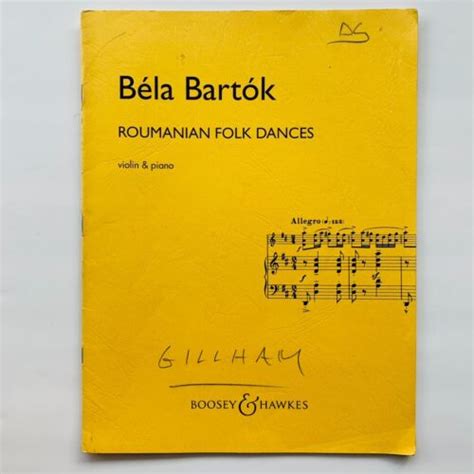 Béla Bartók
ROUMANIAN FOLK DANCES
violin & piano
Allegro
GILLHAM
BOOSEY & HAWKES